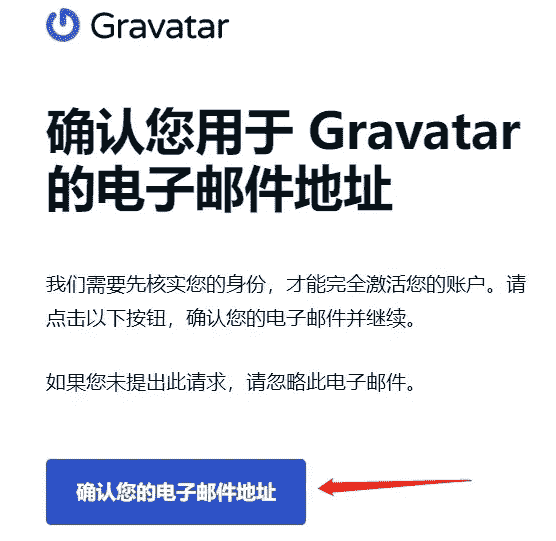 Gravatar
确认您用于 Gravatar
的电子邮件地址
我们需要先核实您的身份，才能完全激活您的账户。请
点击以下按钮，确认您的电子邮件并继续。
如果您未提出此请求，请忽略此电子邮件。
确认您的电子邮件地址